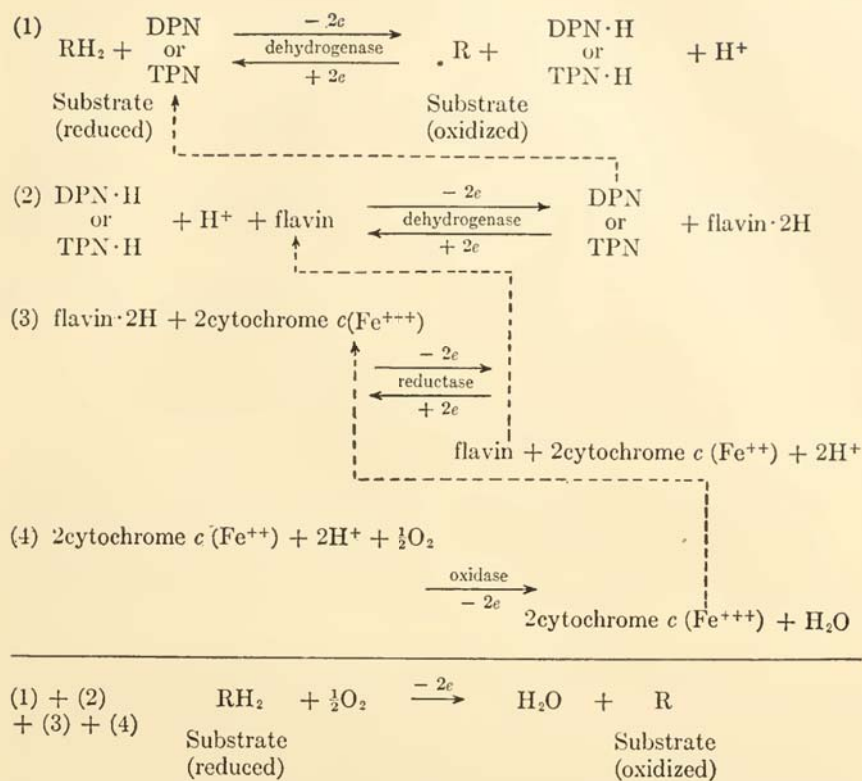 (1) RH₂ + DPN or TPN − 2e dehydrogenase + 2e . R + DPN·H or TPN·H + H⁺
Substrate (reduced) Substrate (oxidized)
(2) DPN·H or TPN·H + H⁺ + flavin − 2e dehydrogenase + 2e DPN or TPN + flavin·2H
(3) flavin·2H + 2cytochrome c(Fe⁺⁺⁺)
− 2e
reductase
+ 2e
flavin + 2cytochrome c (Fe⁺⁺) + 2H⁺
(4) 2cytochrome c (Fe⁺⁺) + 2H⁺ + ½O₂
oxidase
− 2e
2cytochrome c (Fe⁺⁺⁺) + H₂O
(1) + (2) + (3) + (4) RH₂ + ½O₂ − 2e H₂O + R
Substrate (reduced) Substrate (oxidized)